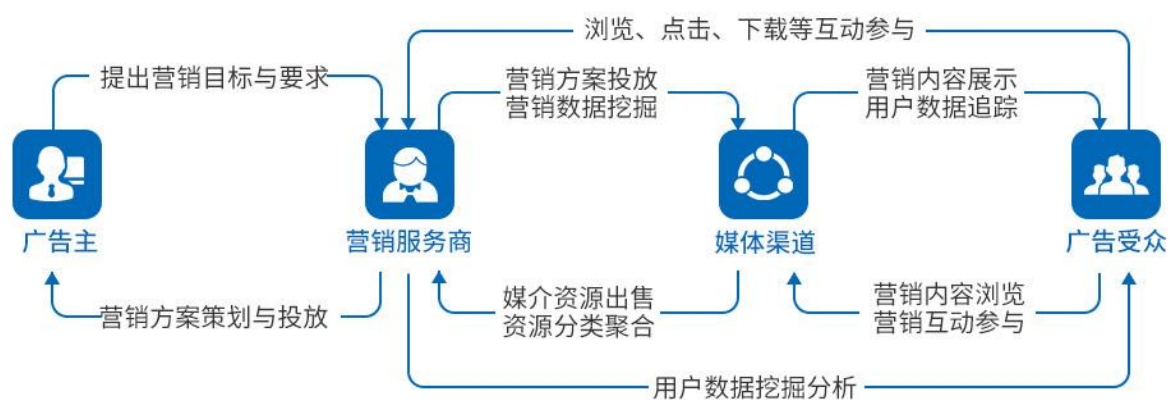 浏览、点击、下载等互动参与
提出营销目标与要求
营销方案投放
营销数据挖掘
营销内容展示
用户数据追踪
广告主
营销服务商
媒体渠道
广告受众
营销方案策划与投放
媒介资源出售
资源分类聚合
营销内容浏览
营销互动参与
用户数据挖掘分析